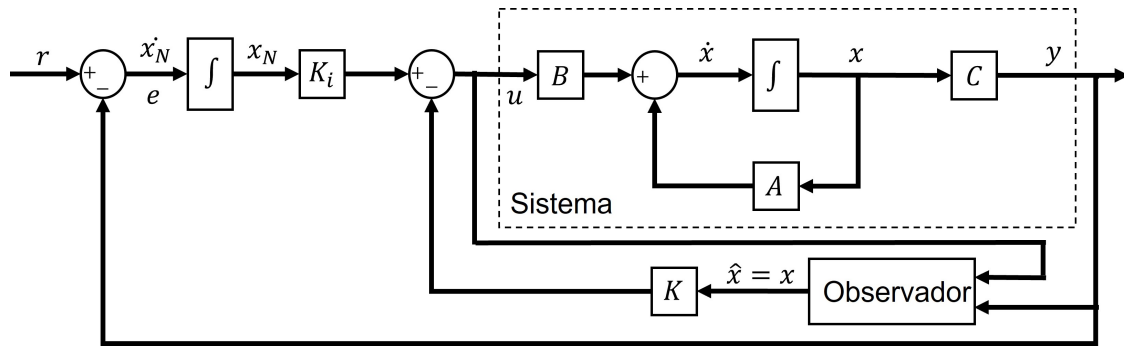 r
+
−
ẋ_N
e
∫
x_N
K_i
+
−
u
B
+
ẋ
∫
x
C
y
A
Sistema
K
x̂ = x
Observador